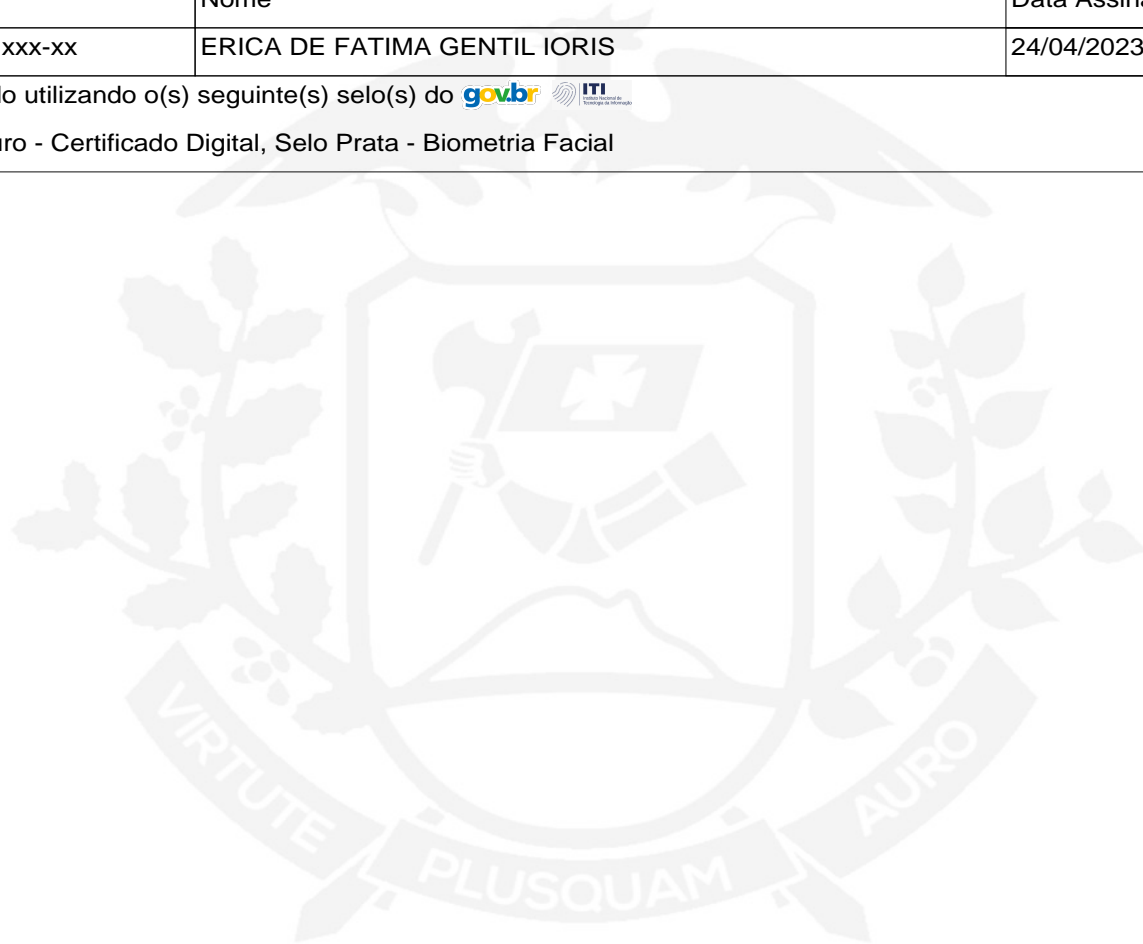 Nome Data Assina
xxx-xx ERICA DE FATIMA GENTIL IORIS 24/04/2023
do utilizando o(s) seguinte(s) selo(s) do gov.br ITI
uro - Certificado Digital, Selo Prata - Biometria Facial
VIRTUTE PLUSQUAM AURO